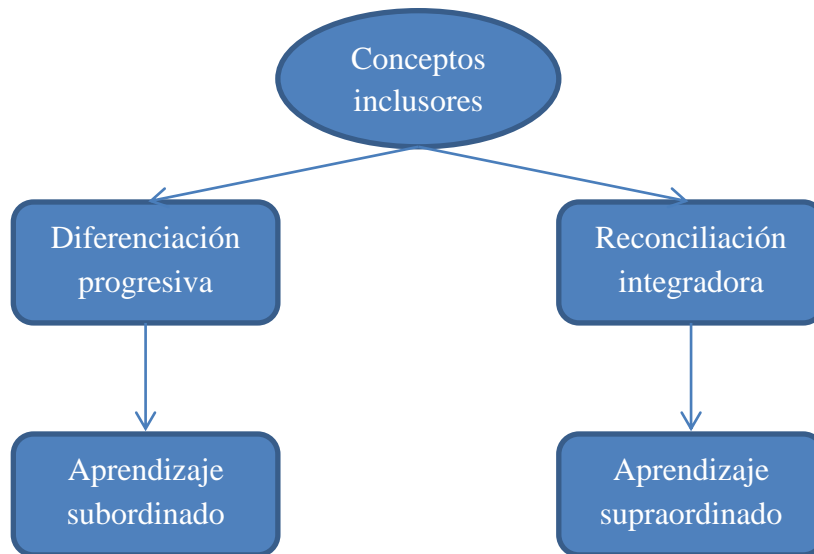 Conceptos
inclusores
Diferenciación
progresiva
Reconciliación
integradora
Aprendizaje
subordinado
Aprendizaje
supraordinado